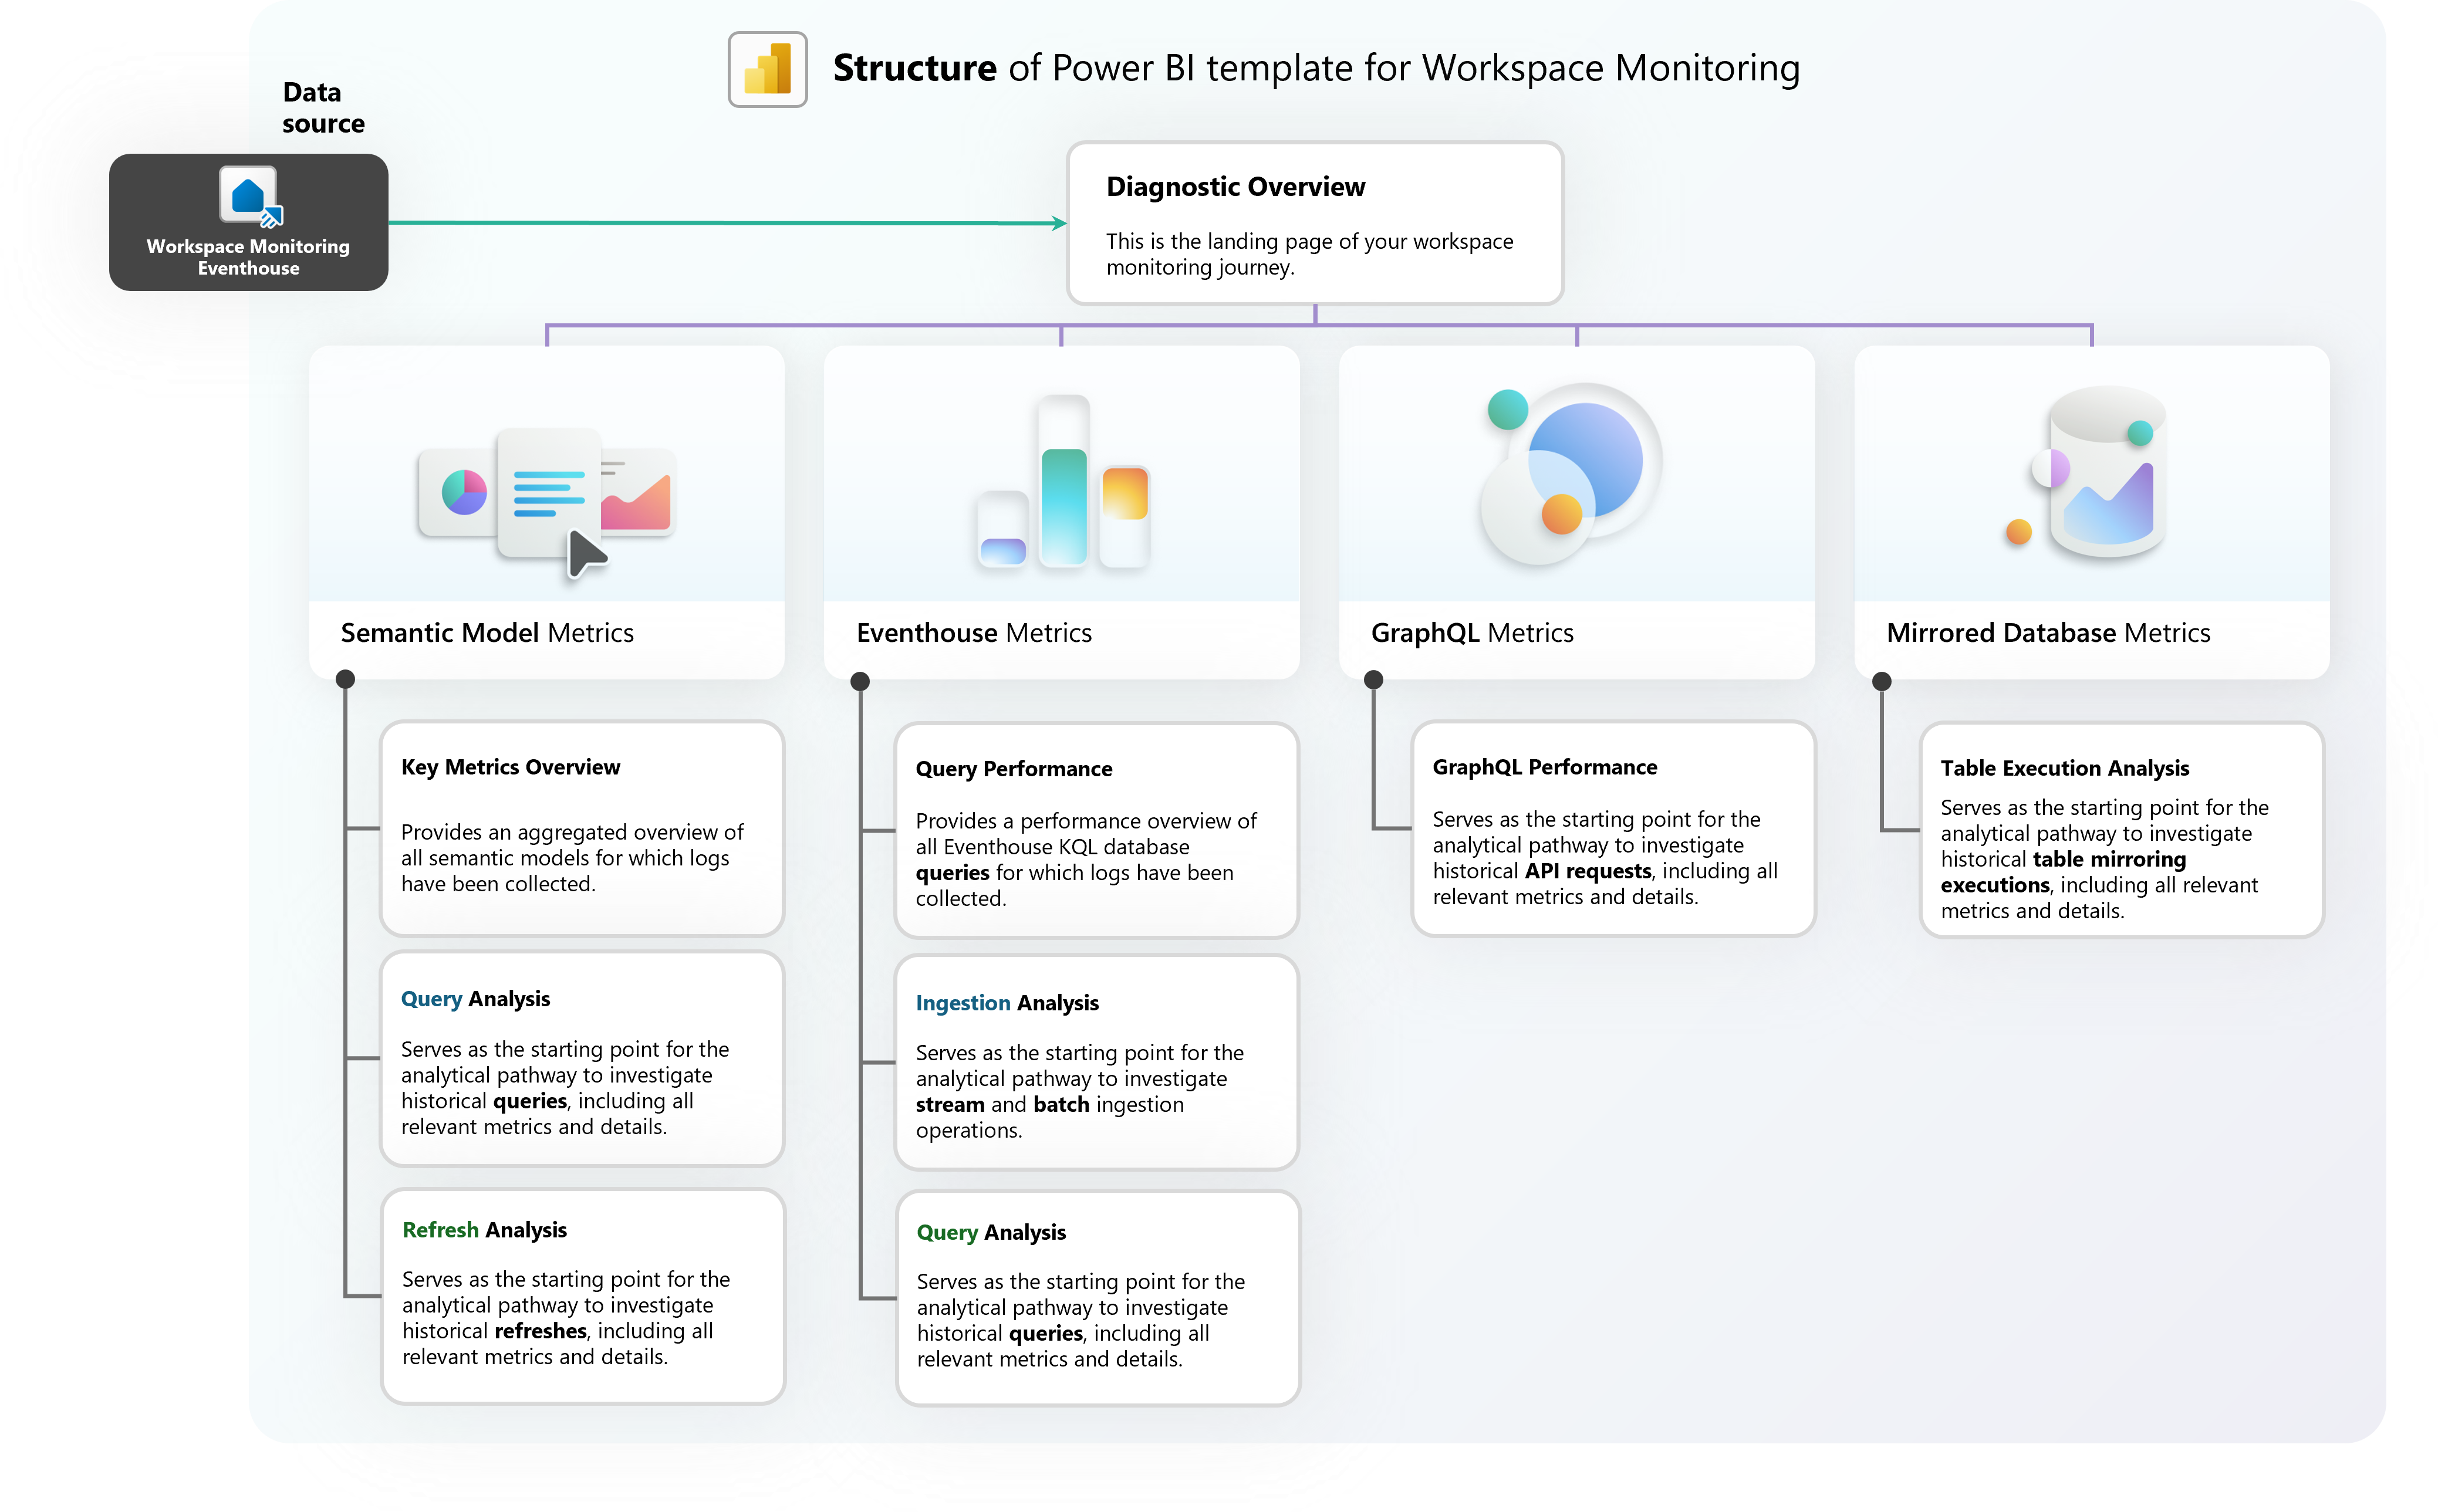 Structure of Power BI template for Workspace Monitoring
Data
source
Workspace Monitoring
Eventhouse
Diagnostic Overview
This is the landing page of your workspace
monitoring journey.
Semantic Model Metrics
Key Metrics Overview
Provides an aggregated overview of
all semantic models for which logs
have been collected.
Query Analysis
Serves as the starting point for the
analytical pathway to investigate
historical queries, including all
relevant metrics and details.
Refresh Analysis
Serves as the starting point for the
analytical pathway to investigate
historical refreshes, including all
relevant metrics and details.
Eventhouse Metrics
Query Performance
Provides a performance overview of
all Eventhouse KQL database
queries for which logs have been
collected.
Ingestion Analysis
Serves as the starting point for the
analytical pathway to investigate
stream and batch ingestion
operations.
Query Analysis
Serves as the starting point for the
analytical pathway to investigate
historical queries, including all
relevant metrics and details.
GraphQL Metrics
GraphQL Performance
Serves as the starting point for the
analytical pathway to investigate
historical API requests, including all
relevant metrics and details.
Mirrored Database Metrics
Table Execution Analysis
Serves as the starting point for the
analytical pathway to investigate
historical table mirroring
executions, including all relevant
metrics and details.